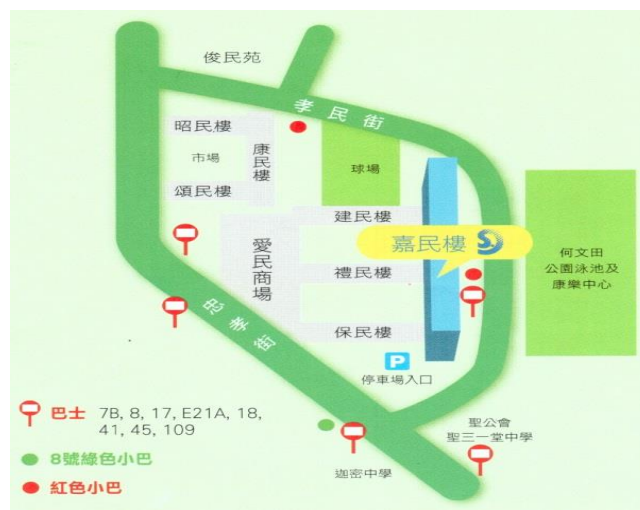 俊民苑
孝民街
昭民樓
康民樓
市場
球場
頌民樓
建民樓
愛民商場
嘉民樓
何文田
公園泳池及
康樂中心
禮民樓
忠孝街
保民樓
P
停車場入口
巴士 7B, 8, 17, E21A, 18,
41, 45, 109
聖公會
聖三一堂中學
8號綠色小巴
迦密中學
紅色小巴